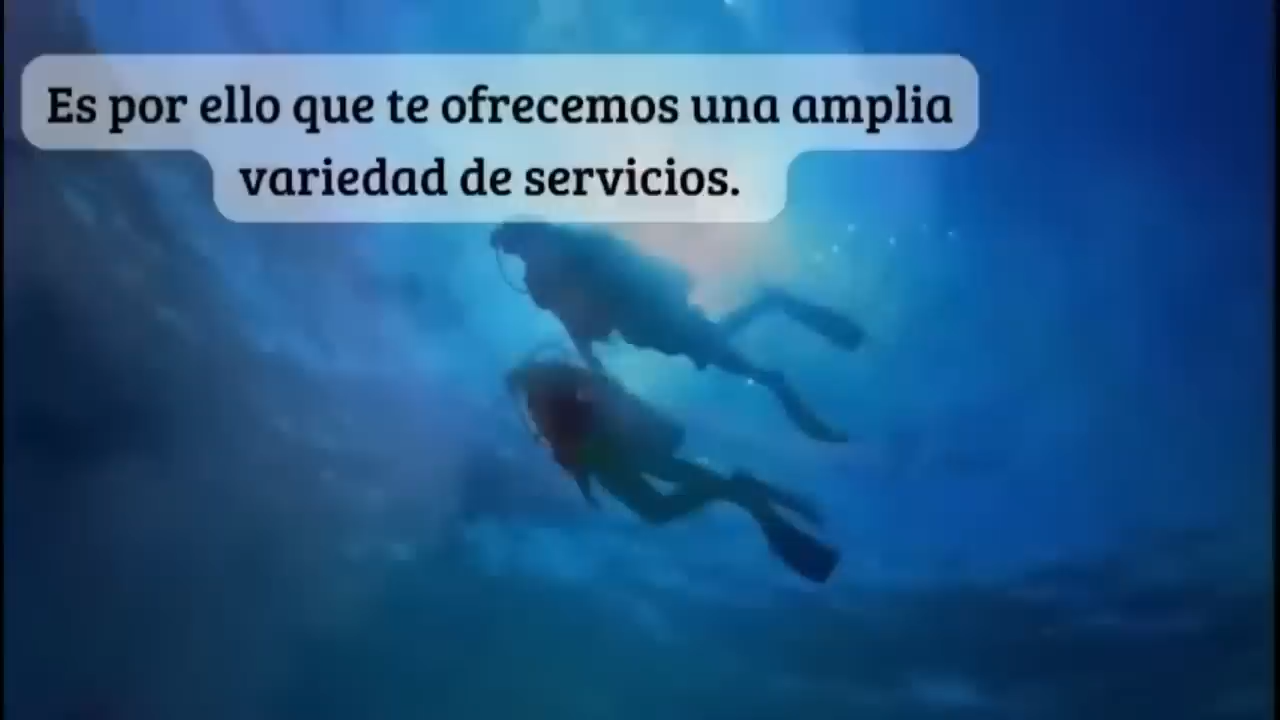 Es por ello que te ofrecemos una amplia
variedad de servicios.